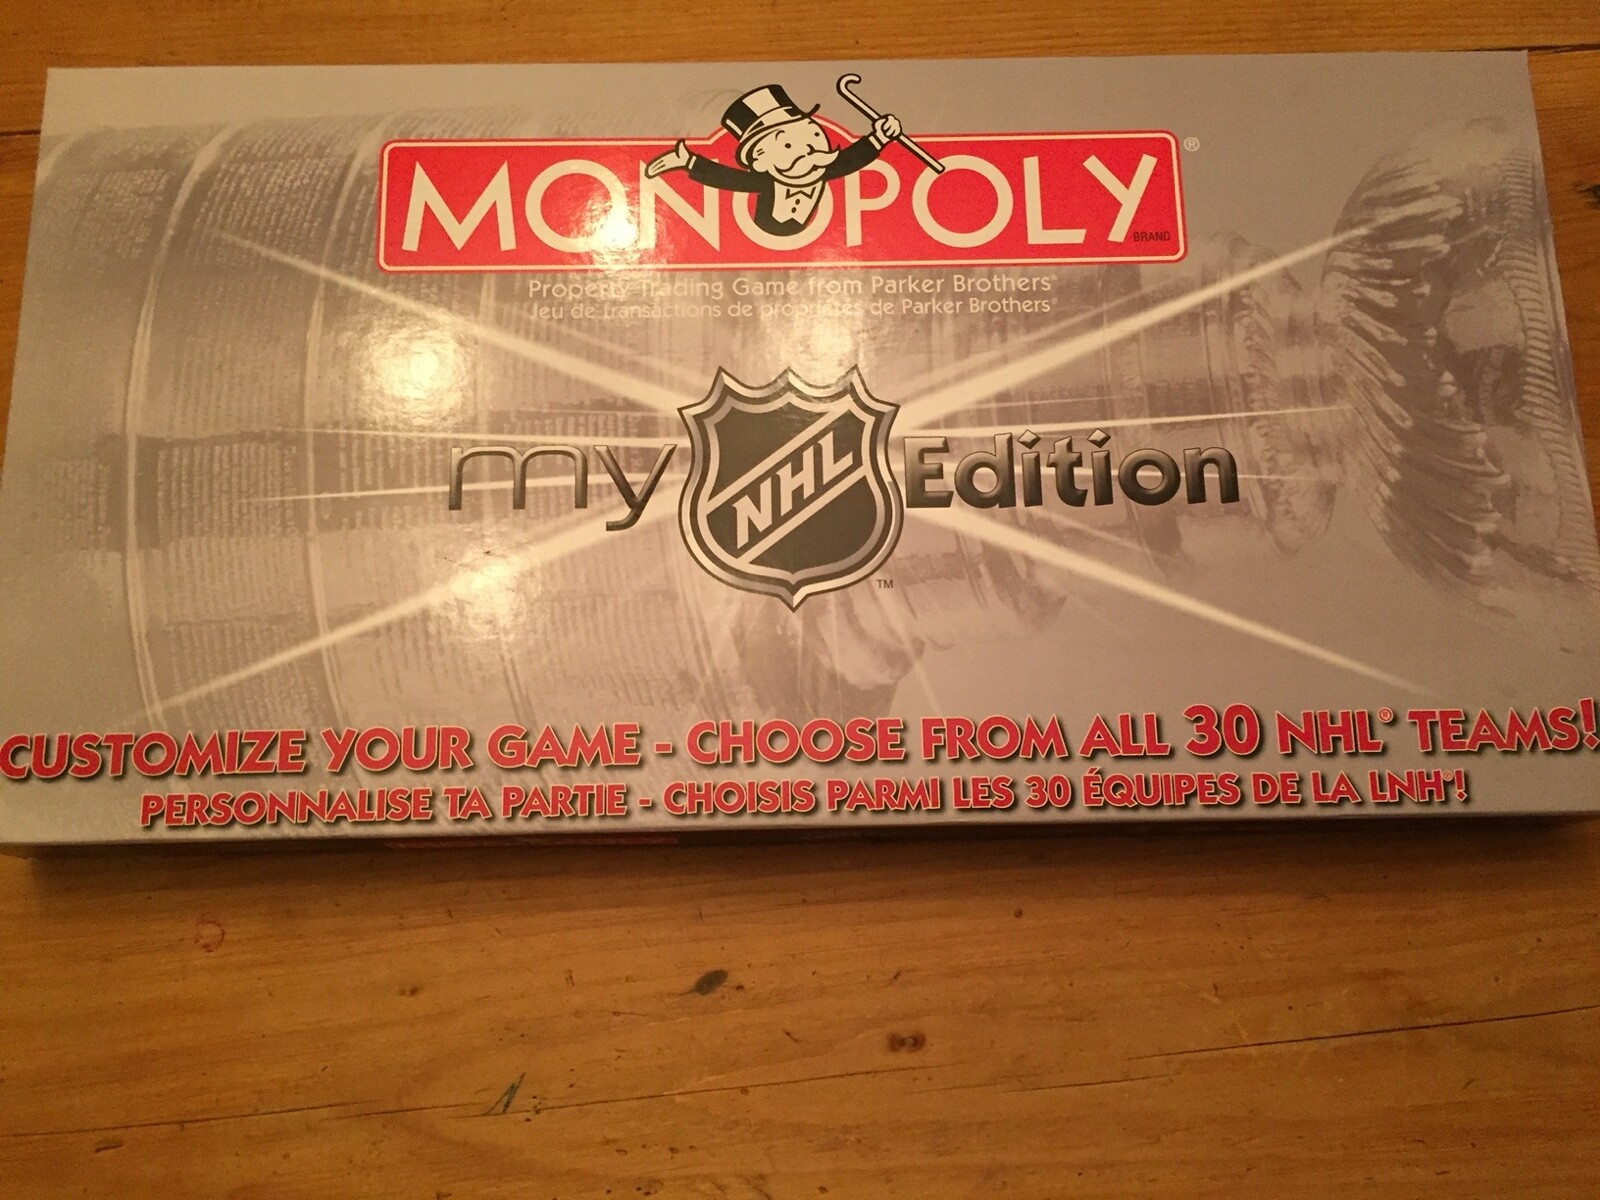 MONOPOLY®
BRAND
Property Trading Game from Parker Brothers®
Jeu de transactions de propriétés de Parker Brothers®
my NHL Edition
TM
CUSTOMIZE YOUR GAME - CHOOSE FROM ALL 30 NHL® TEAMS!
PERSONNALISE TA PARTIE - CHOISIS PARMI LES 30 ÉQUIPES DE LA LNH®!